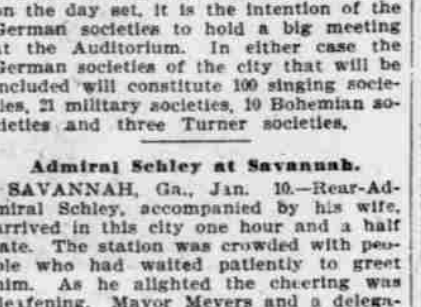 on the day set, it is the intention of the
German societies to hold a big meeting
at the Auditorium. In either case the
German societies of the city that will be
included will constitute 100 singing socie-
ties, 21 military societies, 10 Bohemian so-
cieties and three Turner societies.
Admiral Schley at Savannah.
SAVANNAH, Ga., Jan. 10.—Rear-Ad-
miral Schley, accompanied by his wife,
arrived in this city one hour and a half
late. The station was crowded with peo-
ple who had waited patiently to greet
him. As he alighted the cheering was
deafening. Mayor Meyers and a delega-